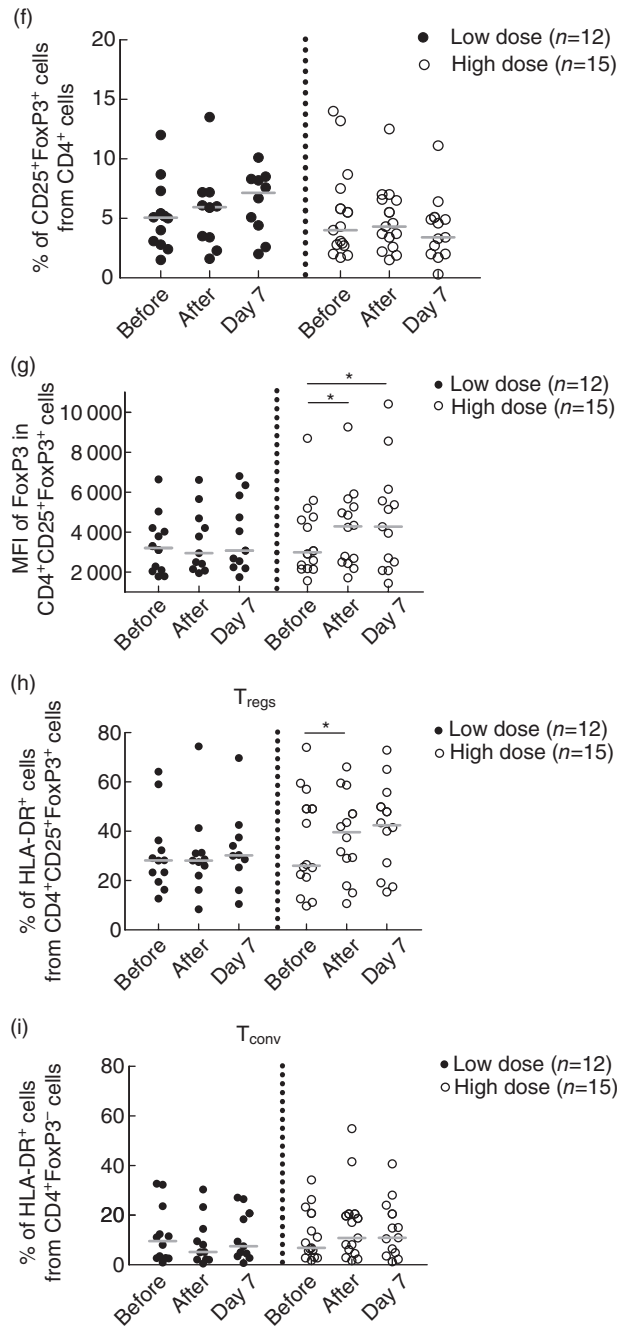 (f)
% of CD25⁺FoxP3⁺ cells
from CD4⁺ cells
20
15
10
5
0
Before
After
Day 7
Before
After
Day 7
Low dose (n=12)
High dose (n=15)
(g)
MFI of FoxP3 in
CD4⁺CD25⁺FoxP3⁺ cells
10 000
8 000
6 000
4 000
2 000
*
*
Before
After
Day 7
Before
After
Day 7
Low dose (n=12)
High dose (n=15)
(h)
Tregs
% of HLA-DR⁺ cells
from CD4⁺CD25⁺FoxP3⁺
80
60
40
20
0
*
Before
After
Day 7
Before
After
Day 7
Low dose (n=12)
High dose (n=15)
(i)
Tconv
% of HLA-DR⁺ cells
from CD4⁺FoxP3⁻ cells
80
60
40
20
0
Before
After
Day 7
Before
After
Day 7
Low dose (n=12)
High dose (n=15)